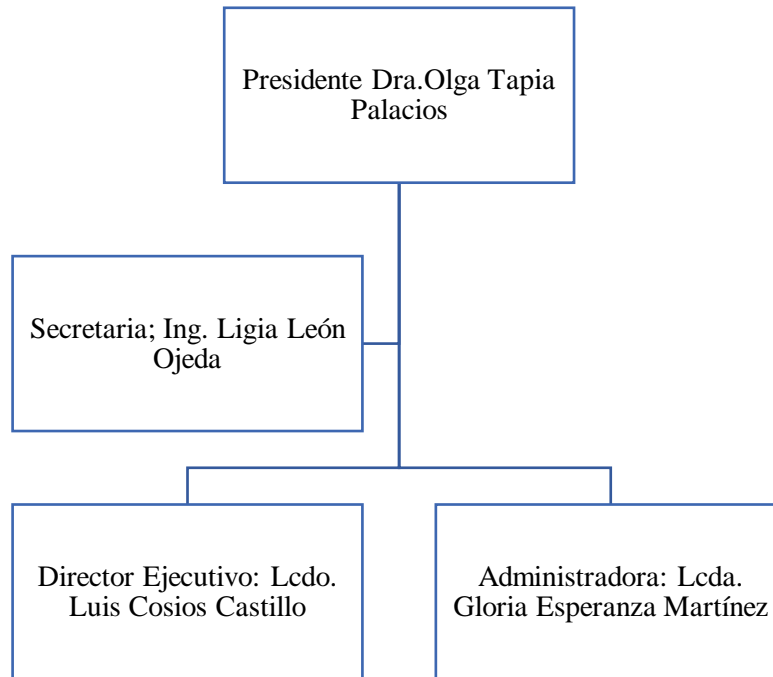 Presidente Dra.Olga Tapia
Palacios
Secretaria; Ing. Ligia León
Ojeda
Director Ejecutivo: Lcdo.
Luis Cosios Castillo
Administradora: Lcda.
Gloria Esperanza Martínez